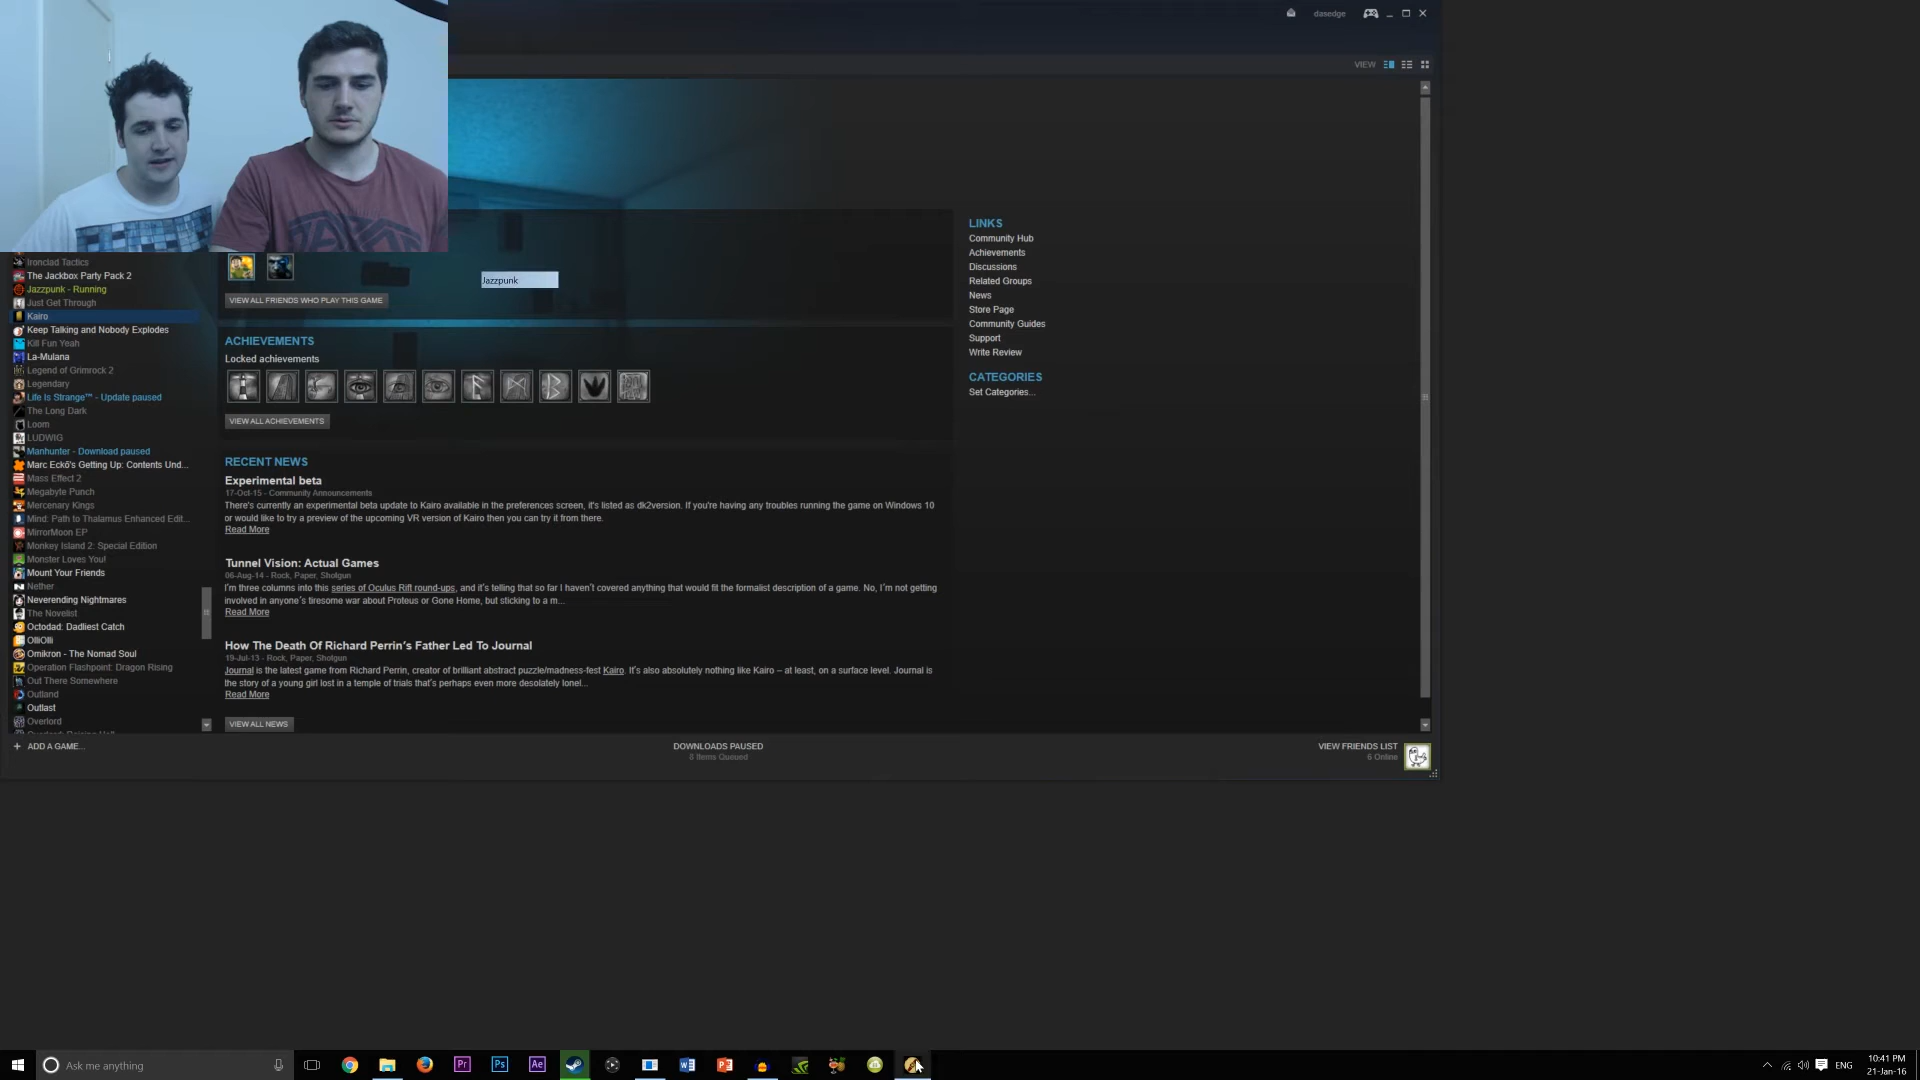 dasedge
VIEW
Ironclad Tactics
The Jackbox Party Pack 2
Jazzpunk - Running
Just Get Through
Kairo
Keep Talking and Nobody Explodes
Kill Fun Yeah
La-Mulana
Legend of Grimrock 2
Legendary
Life Is Strange™ - Update paused
The Long Dark
Loom
LUDWIG
Manhunter - Download paused
Marc Eckō's Getting Up: Contents Und...
Mass Effect 2
Megabyte Punch
Mercenary Kings
Mind: Path to Thalamus Enhanced Edit...
MirrorMoon EP
Monkey Island 2: Special Edition
Monster Loves You!
Mount Your Friends
Nether
Neverending Nightmares
The Novelist
Octodad: Dadliest Catch
OlliOlli
Omikron - The Nomad Soul
Operation Flashpoint: Dragon Rising
Out There Somewhere
Outland
Outlast
Overlord
+ ADD A GAME...
Jazzpunk
VIEW ALL FRIENDS WHO PLAY THIS GAME
ACHIEVEMENTS
Locked achievements
VIEW ALL ACHIEVEMENTS
RECENT NEWS
Experimental beta
17-Oct-15 - Community Announcements
There's currently an experimental beta update to Kairo available in the preferences screen, it's listed as dk2version. If you're having any troubles running the game on Windows 10
or would like to try a preview of the upcoming VR version of Kairo then you can try it from there.
Read More
Tunnel Vision: Actual Games
06-Aug-14 - Rock, Paper, Shotgun
I'm three columns into this series of Oculus Rift round-ups, and it's telling that so far I haven't covered anything that would fit the formalist description of a game. No, I'm not getting
involved in anyone's tiresome war about Proteus or Gone Home, but sticking to a m...
Read More
How The Death Of Richard Perrin's Father Led To Journal
19-Jul-13 - Rock, Paper, Shotgun
Journal is the latest game from Richard Perrin, creator of brilliant abstract puzzle/madness-fest Kairo. It's also absolutely nothing like Kairo – at least, on a surface level. Journal are
the story of a young girl lost in a temple of trials that's perhaps even more desolately lonel...
Read More
VIEW ALL NEWS
LINKS
Community Hub
Achievements
Discussions
Related Groups
News
Store Page
Community Guides
Support
Write Review
CATEGORIES
Set Categories...
DOWNLOADS PAUSED
8 Items Queued
VIEW FRIENDS LIST
6 Online
Ask me anything
Pr
Ps
Ae
ENG
10:41 PM
21-Jan-16